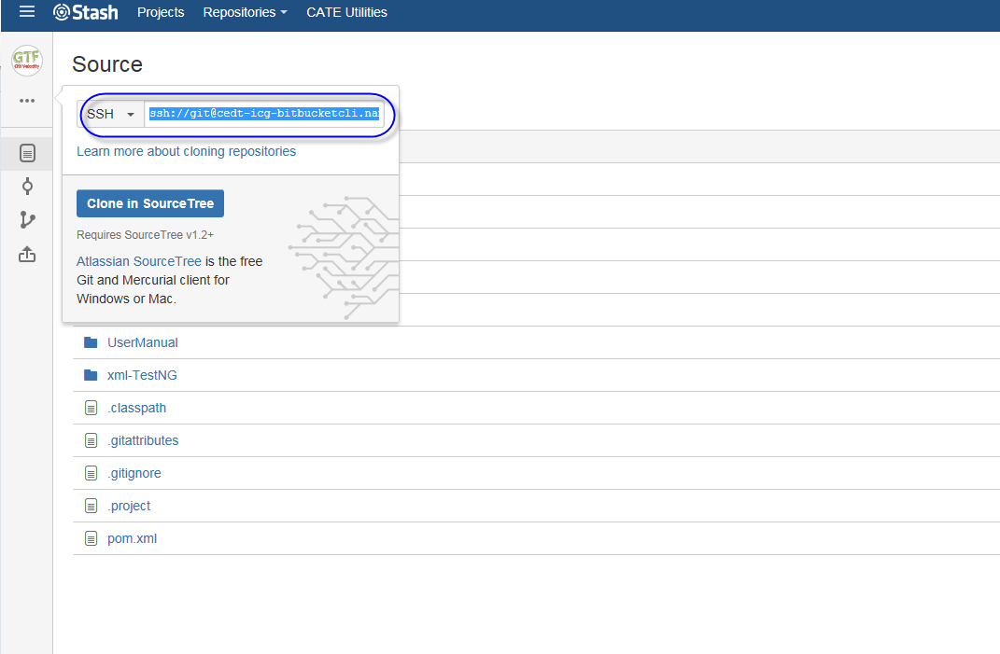 Stash Projects Repositories CATE Utilities
GTF
Source
SSH ssh://git@cedt-icg-bitbucketcli.na
Learn more about cloning repositories
Clone in SourceTree
Requires SourceTree v1.2+
Atlassian SourceTree is the free
Git and Mercurial client for
Windows or Mac.
UserManual
xml-TestNG
.classpath
.gitattributes
.gitignore
.project
pom.xml